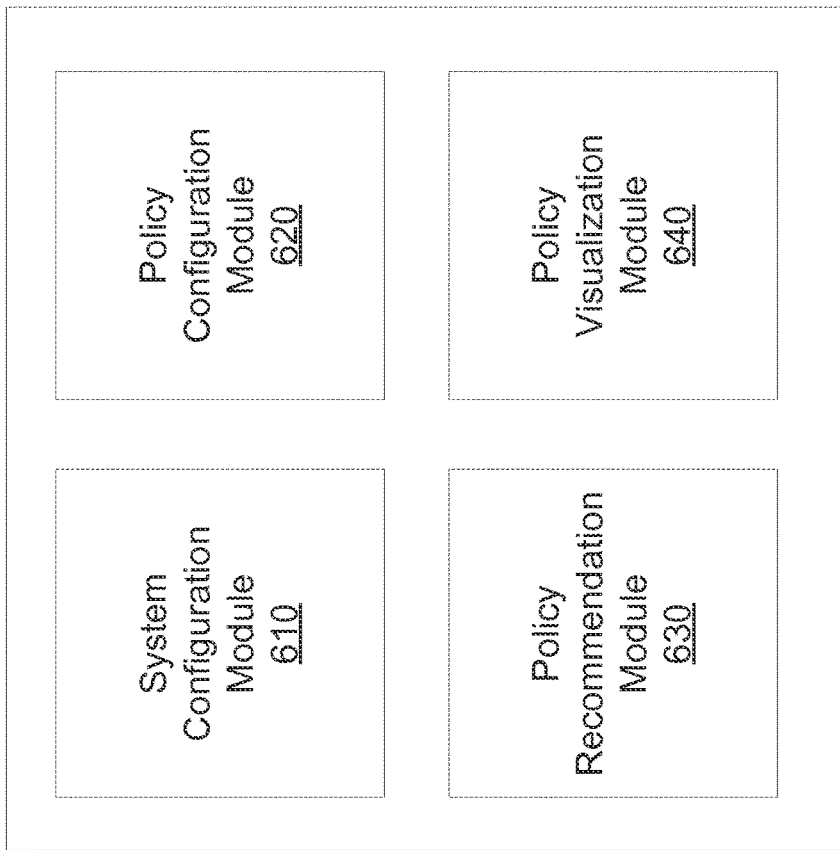 System
Configuration
Module
610
Policy
Configuration
Module
620
Policy
Recommendation
Module
630
Policy
Visualization
Module
640